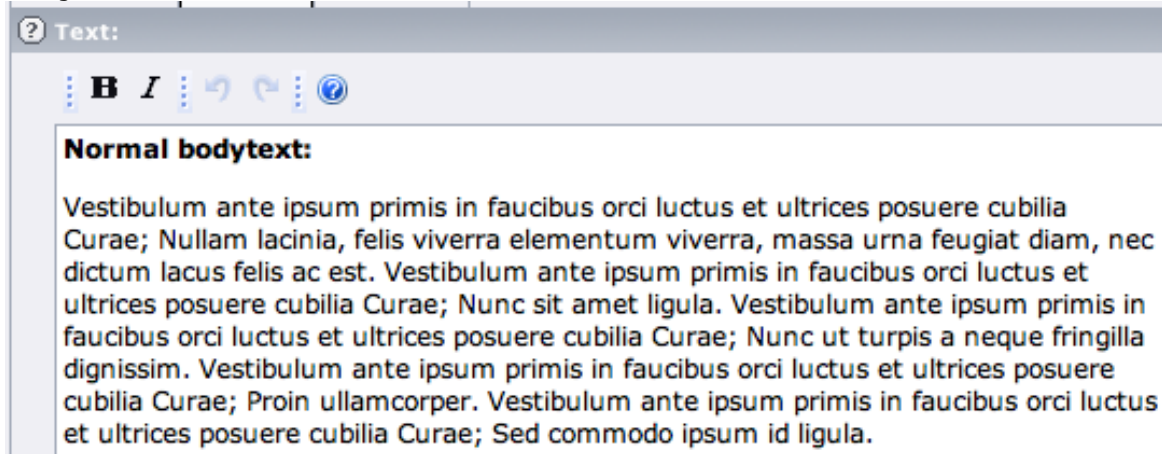 Text:
B I
Normal bodytext:
Vestibulum ante ipsum primis in faucibus orci luctus et ultrices posuere cubilia
Curae; Nullam lacinia, felis viverra elementum viverra, massa urna feugiat diam, nec
dictum lacus felis ac est. Vestibulum ante ipsum primis in faucibus orci luctus et
ultrices posuere cubilia Curae; Nunc sit amet ligula. Vestibulum ante ipsum primis in
faucibus orci luctus et ultrices posuere cubilia Curae; Nunc ut turpis a neque fringilla
dignissim. Vestibulum ante ipsum primis in faucibus orci luctus et ultrices posuere
cubilia Curae; Proin ullamcorper. Vestibulum ante ipsum primis in faucibus orci luctus
et ultrices posuere cubilia Curae; Sed commodo ipsum id ligula.